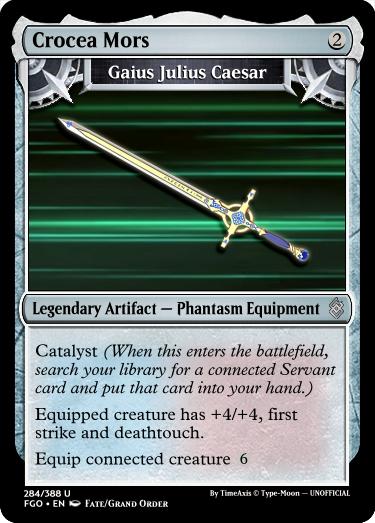 Crocea Mors 2
Gaius Julius Caesar
Legendary Artifact — Phantasm Equipment
Catalyst (When this enters the battlefield,
search your library for a connected Servant
card and put that card into your hand.)
Equipped creature has +4/+4, first
strike and deathtouch.
Equip connected creature 6
284/388 U
FGO • EN Fate/Grand Order
By TimeAxis © Type-Moon — UNOFFICIAL